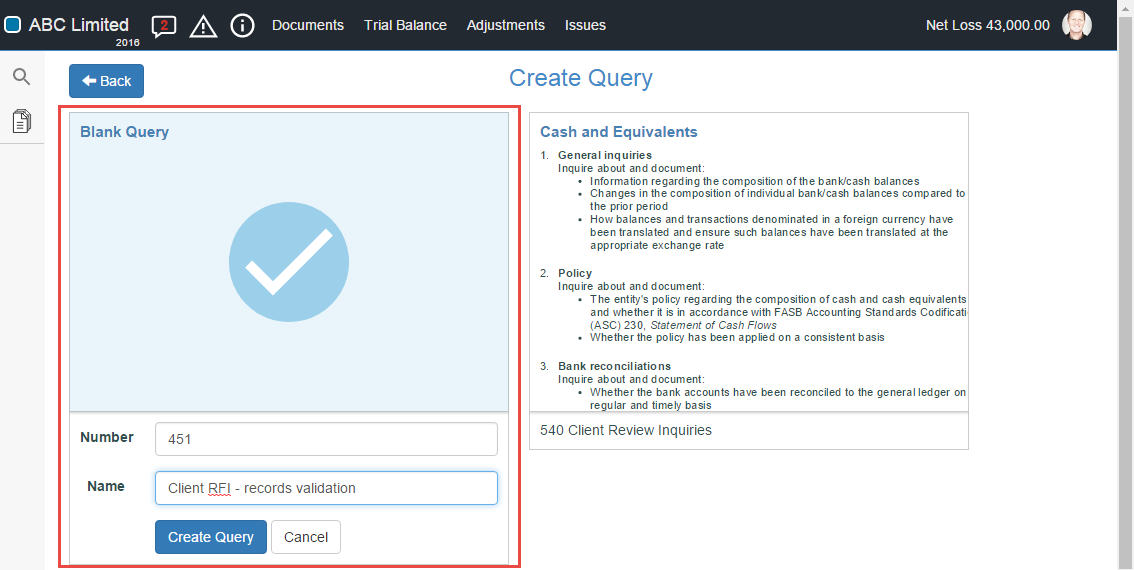 ABC Limited
2016
2
Documents
Trial Balance
Adjustments
Issues
Net Loss 43,000.00
Back
Create Query
Blank Query
Number
451
Name
Client RFI - records validation
Create Query
Cancel
Cash and Equivalents
1. General inquiries
Inquire about and document:
• Information regarding the composition of the bank/cash balances
• Changes in the composition of individual bank/cash balances compared to
the prior period
• How balances and transactions denominated in a foreign currency have
been translated and ensure such balances have been translated at the
appropriate exchange rate
2. Policy
Inquire about and document:
• The entity's policy regarding the composition of cash and cash equivalents
and whether it is in accordance with FASB Accounting Standards Codificati
(ASC) 230, Statement of Cash Flows
• Whether the policy has been applied on a consistent basis
3. Bank reconciliations
Inquire about and document:
• Whether the bank accounts have been reconciled to the general ledger on
regular and timely basis
540 Client Review Inquiries